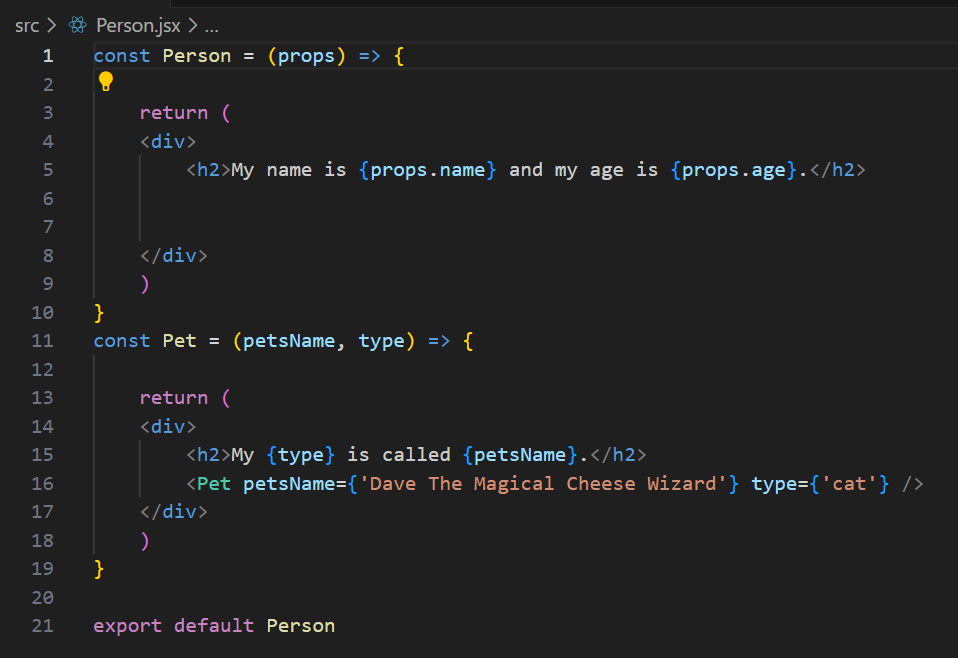 src > Person.jsx > ...
1 const Person = (props) => {
2
3     return (
4     <div>
5         <h2>My name is {props.name} and my age is {props.age}.</h2>
6
7
8     </div>
9     )
10 }
11 const Pet = (petsName, type) => {
12
13     return (
14     <div>
15         <h2>My {type} is called {petsName}.</h2>
16         <Pet petsName={'Dave The Magical Cheese Wizard'} type={'cat'} />
17     </div>
18     )
19 }
20
21 export default Person